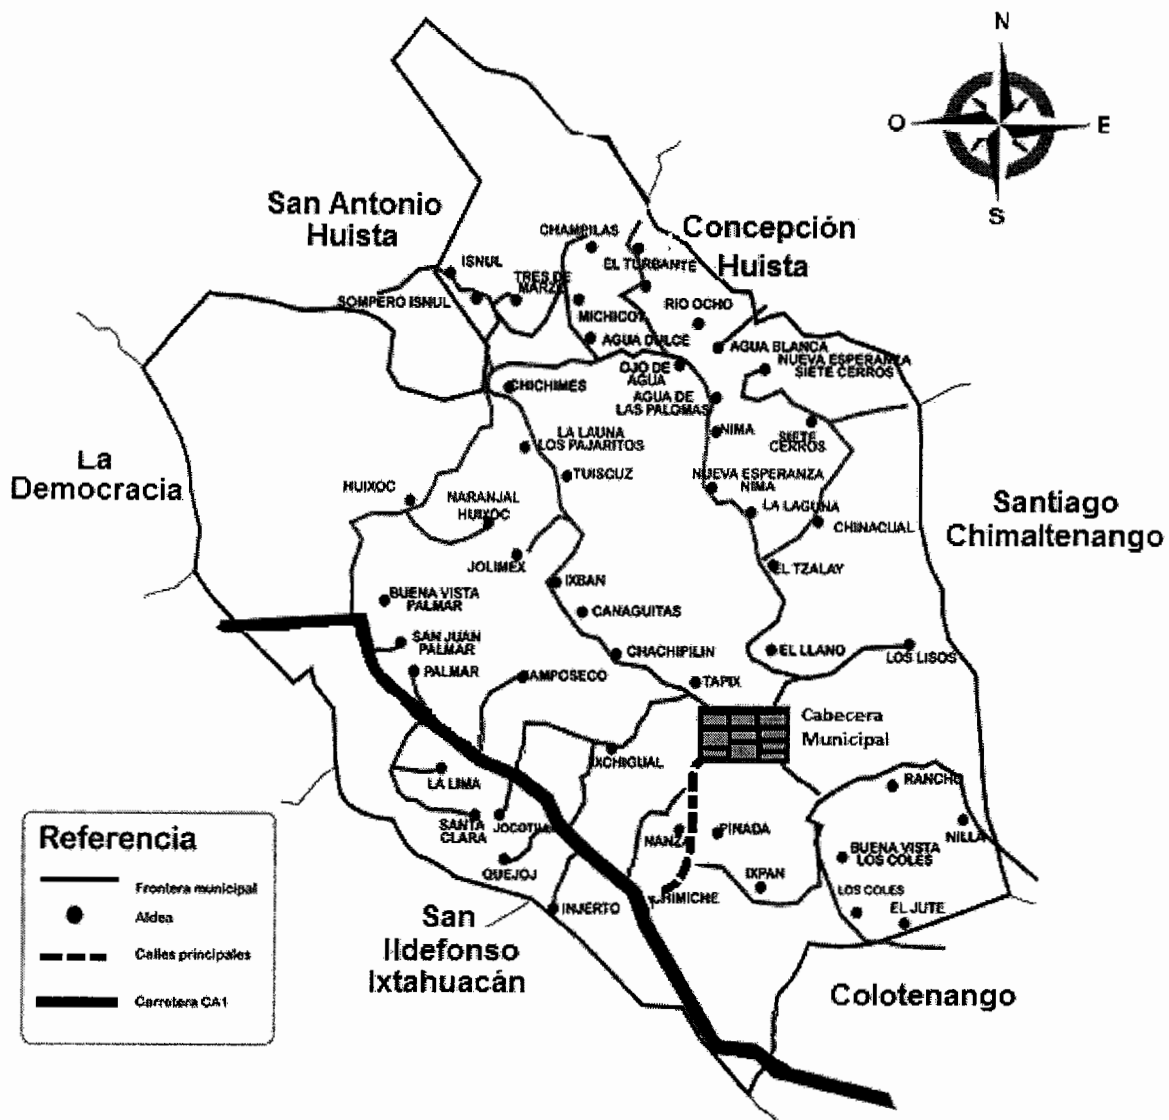 N
O
E
S
San Antonio
Huista
Concepción
Huista
CHAMPILAS
EL TURBANTE
ISNUL
TRES DE
MARZO
SOMPERO ISNUL
MICHICOY
RIO OCHO
AGUA DULCE
AGUA BLANCA
NUEVA ESPERANZA
SIETE CERROS
OJO DE
AGUA
CHICHIMES
AGUA DE
LAS PALOMAS
NIMA
SIETE
CERROS
LA LAUNA
LOS PAJARITOS
La
Democracia
TUISCUZ
NUEVA ESPERANZA
NIMA
HUIXOC
NARANJAL
HUIXOC
LA LAGUNA
CHINACUAL
Santiago
Chimaltenango
JOLIMEX
IXBAN
EL TZALAY
BUENA VISTA
PALMAR
CANAGUITAS
SAN JUAN
PALMAR
CHACHIPILIN
EL LLANO
LOS LISOS
PALMAR
TAPIX
Cabecera
Municipal
IXCHIGUAL
LA LIMA
RANCHO
SANTA
CLARA
NANZA
PINADA
NILLA
BUENA VISTA
LOS COLES
QUEJOJ
IXPAN
LOS COLES
EL JUTE
INJERTO
San
Ildefonso
Ixtahuacán
Colotenango
Referencia
Frontera municipal
Aldea
Calles principales
Carretera CA1